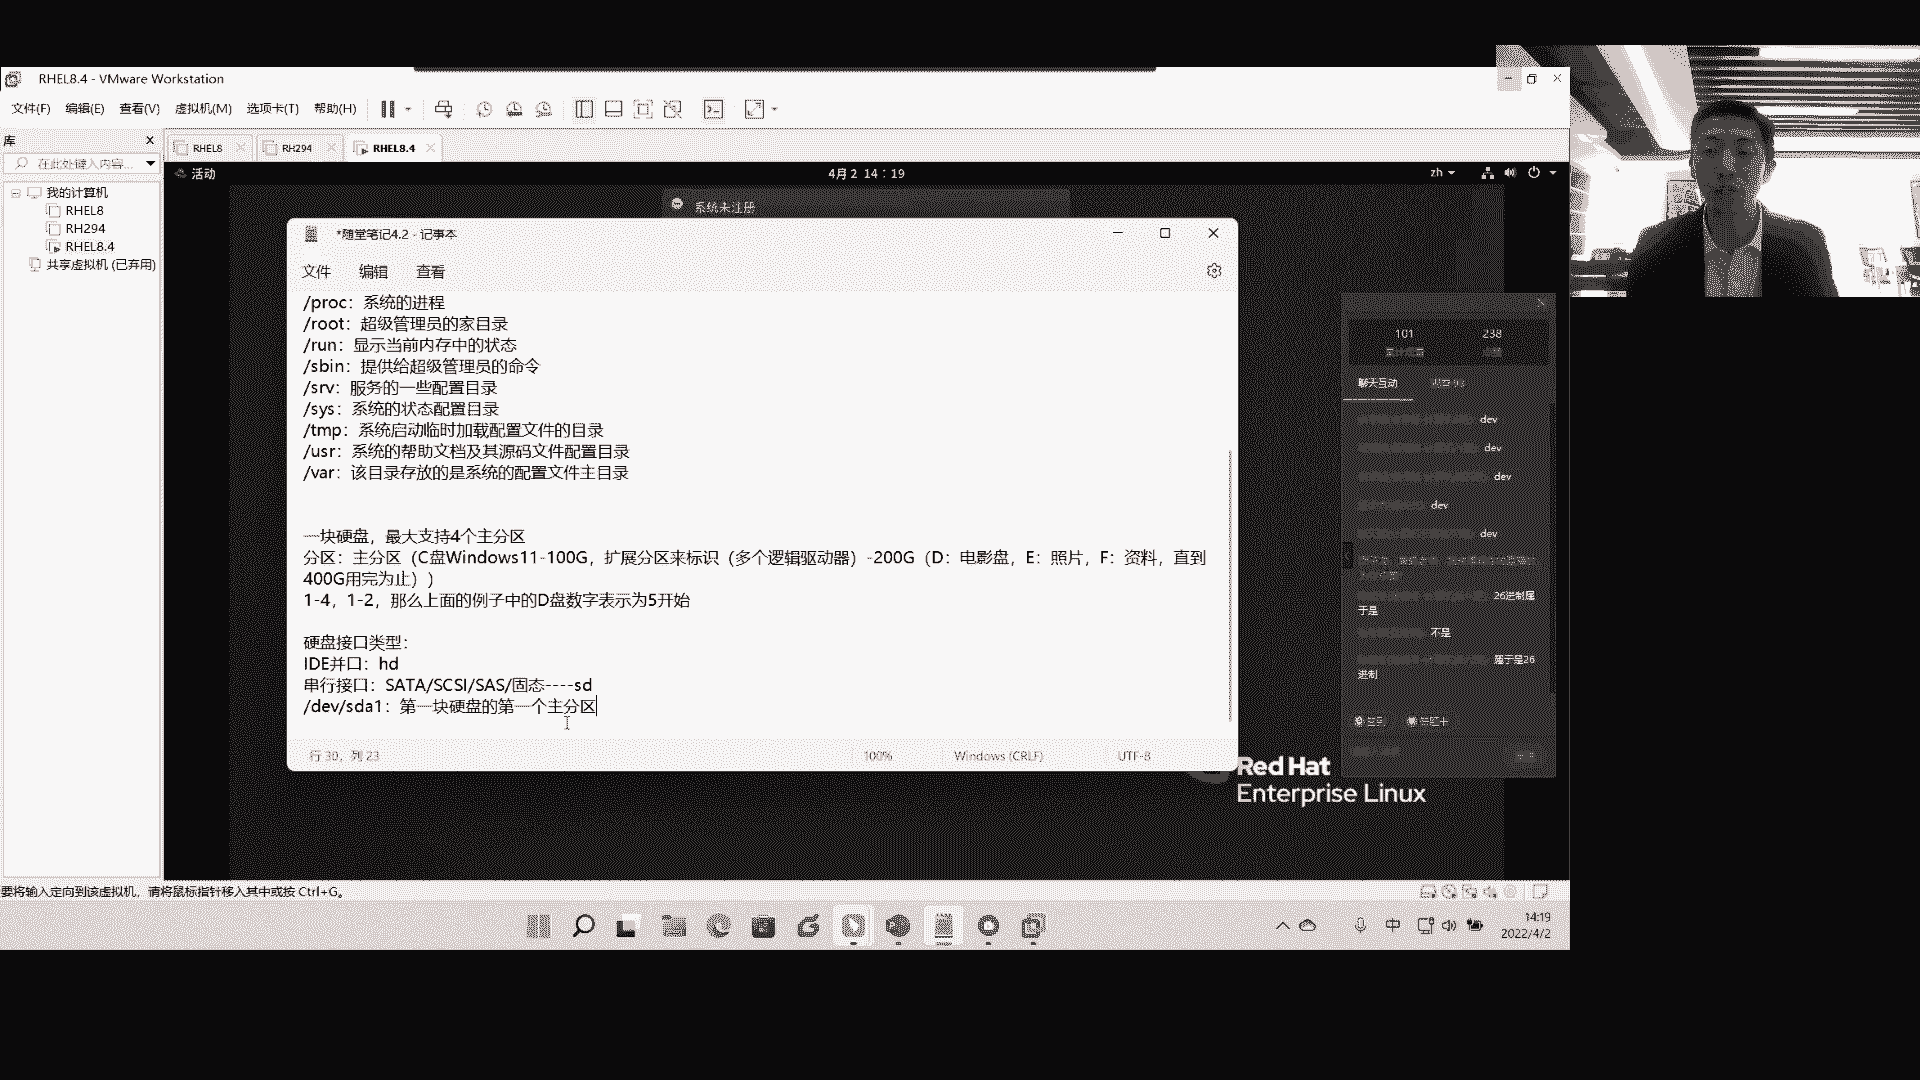 RHEL8.4 - VMware Workstation
文件(F) 编辑(E) 查看(V) 虚拟机(M) 选项卡(T) 帮助(H)
库
在此处键入内容...
我的计算机
RHEL8
RH294
RHEL8.4
共享虚拟机 (已弃用)
RHEL8
RH294
RHEL8.4
活动
4月2 14：19
zh
系统未注册
*随堂笔记4.2 - 记事本
文件 编辑 查看
/proc：系统的进程
/root：超级管理员的家目录
/run：显示当前内存中的状态
/sbin：提供给超级管理员的命令
/srv：服务的一些配置目录
/sys：系统的状态配置目录
/tmp：系统启动临时加载配置文件的目录
/usr：系统的帮助文档及其源码文件配置目录
/var：该目录存放的是系统的配置文件主目录
一块硬盘，最大支持4个主分区
分区：主分区（C盘Windows11-100G，扩展分区来标识（多个逻辑驱动器）-200G（D：电影盘，E：照片，F：资料，直到
400G用完为止））
1-4，1-2，那么上面的例子中的D盘数字表示为5开始
硬盘接口类型：
IDE并口：hd
串行接口：SATA/SCSI/SAS/固态----sd
/dev/sda1：第一块硬盘的第一个主分区
行 30，列 23
100%
Windows (CRLF)
UTF-8
101 238
聊天互动
dev
dev
dev
dev
dev
26进制属
于是
不是
属于是26
进制
Red Hat
Enterprise Linux
要将输入定向到该虚拟机，请将鼠标指针移入其中或按 Ctrl+G。
中
14:19
2022/4/2